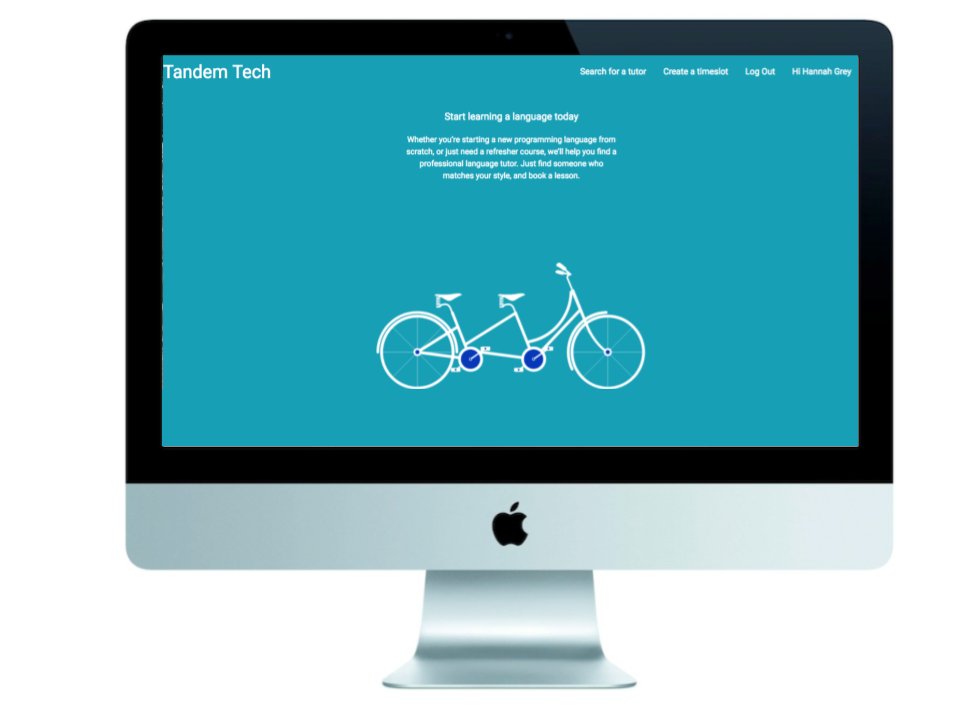 Tandem Tech
Search for a tutor
Create a timeslot
Log Out
Hi Hannah Grey
Start learning a language today
Whether you're starting a new programming language from
scratch, or just need a refresher course, we'll help you find a
professional language tutor. Just find someone who
matches your style, and book a lesson.